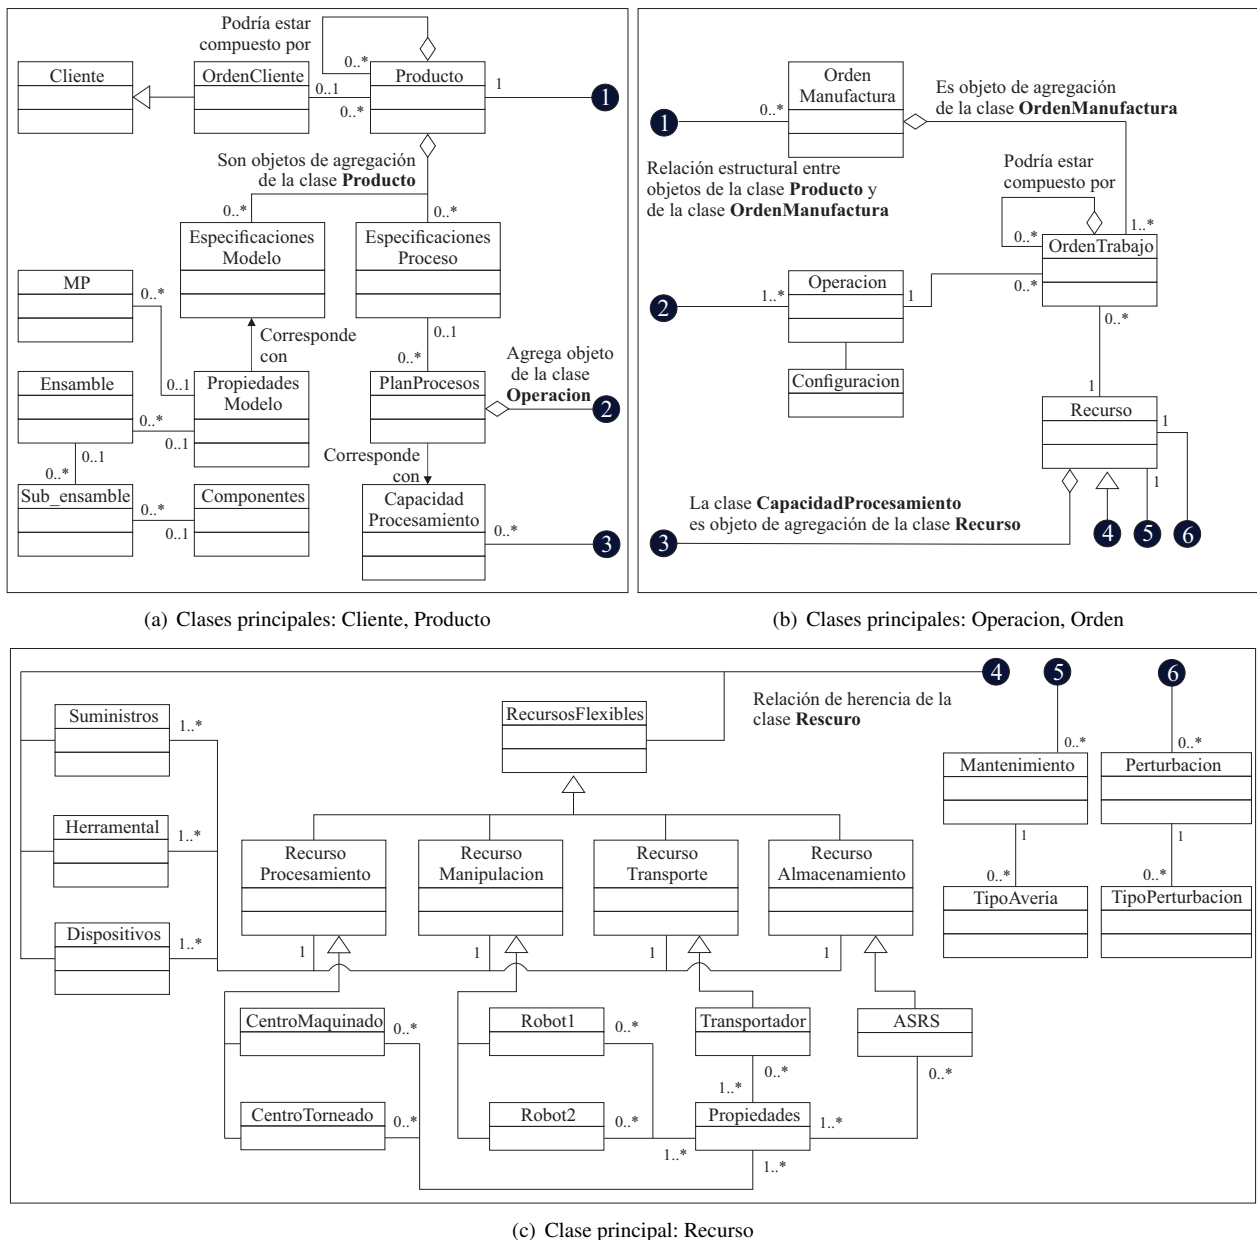 Podría estar
compuesto por
Cliente
OrdenCliente
0..*
Producto
0..1
0..*
1
1
Son objetos de agregación
de la clase Producto
0..*
0..*
Especificaciones
Modelo
Especificaciones
Proceso
MP
0..*
Corresponde
con
0..1
0..*
Agrega objeto
de la clase
Operacion
2
Ensamble
0..1
Propiedades
Modelo
PlanProcesos
0..*
0..1
0..1
0..*
Corresponde
con
Sub_ensamble
0..*
0..1
Componentes
Capacidad
Procesamiento
0..*
3
(a) Clases principales: Cliente, Producto
Orden
Manufactura
0..*
1
Es objeto de agregación
de la clase OrdenManufactura
Relación estructural entre
objetos de la clase Producto y
de la clase OrdenManufactura
Podría estar
compuesto por
1..*
0..*
OrdenTrabajo
Operacion
2
1..*
1
0..*
0..*
Configuracion
1
Recurso
1
1
La clase CapacidadProcesamiento
es objeto de agregación de la clase Recurso
3
4
5
6
(b) Clases principales: Operacion, Orden
4
5
6
Relación de herencia de la
clase Rescuro
Suministros
1..*
RecursosFlexibles
0..*
0..*
Mantenimiento
Perturbacion
Herramental
1..*
1
1
Recurso
Procesamiento
Recurso
Manipulacion
Recurso
Transporte
Recurso
Almacenamiento
0..*
0..*
TipoAveria
TipoPerturbacion
Dispositivos
1..*
1
1
1
1
CentroMaquinado
0..*
Robot1
0..*
Transportador
ASRS
0..*
0..*
1..*
CentroTorneado
0..*
Robot2
0..*
Propiedades
1..*
1..*
1..*
(c) Clase principal: Recurso